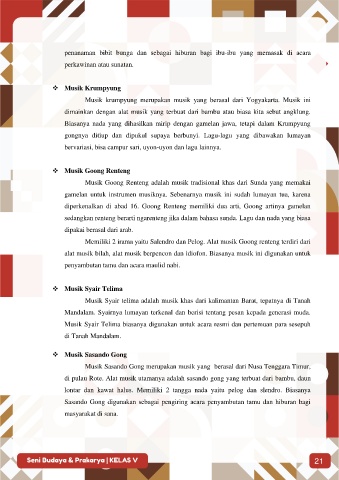 penanaman bibit bunga dan sebagai hiburan bagi ibu-ibu yang memasak di acara
perkawinan atau sunatan.
❖ Musik Krumpyung
Musik krumpyung merupakan musik yang berasal dari Yogyakarta. Musik ini
dimainkan dengan alat musik yang terbuat dari bambu atau biasa kita sebut angklung.
Biasanya nada yang dihasilkan mirip dengan gamelan jawa, tetapi dalam Krumpyung
gongnya ditiup dan dipukul supaya berbunyi. Lagu-lagu yang dibawakan lumayan
bervariasi, bisa campur sari, uyon-uyon dan lagu lainnya.
❖ Musik Goong Renteng
Musik Goong Renteng adalah musik tradisional khas dari Sunda yang memakai
gamelan untuk instrumen musiknya. Sebenarnya musik ini sudah lumayan tua, karena
diperkenalkan di abad 16. Goong Renteng memiliki dua arti, Goong artinya gamelan
sedangkan renteng berarti ngarenteng jika dalam bahasa sunda. Lagu dan nada yang biasa
dipakai berasal dari arab.
Memiliki 2 irama yaitu Salendro dan Pelog. Alat musik Goong renteng terdiri dari
alat musik bilah, alat musik berpencon dan Idiofon. Biasanya musik ini digunakan untuk
penyambutan tamu dan acara maulid nabi.
❖ Musik Syair Telima
Musik Syair telima adalah musik khas dari kalimantan Barat, tepatnya di Tanah
Mandalam. Syairnya lumayan terkenal dan berisi tentang pesan kepada generasi muda.
Musik Syair Telima biasanya digunakan untuk acara resmi dan pertemuan para sesepuh
di Tanah Mandalam.
❖ Musik Sasando Gong
Musik Sasando Gong merupakan musik yang berasal dari Nusa Tenggara Timur,
di pulau Rote. Alat musik utamanya adalah sasando gong yang terbuat dari bambu, daun
lontar dan kawat halus. Memiliki 2 tangga nada yaitu pelog dan slendro. Biasanya
Sasando Gong digunakan sebagai pengiring acara penyambutan tamu dan hiburan bagi
masyarakat di sana.
Seni Budaya & Prakarya | KELAS V
21